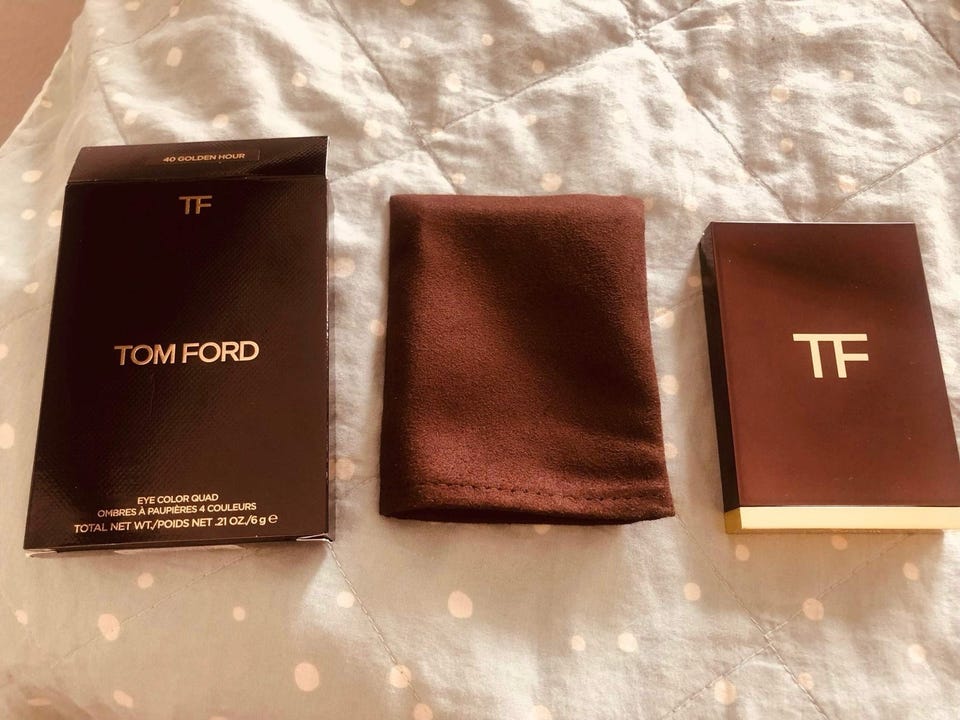 40 GOLDEN HOUR
TF
TOM FORD
EYE COLOR QUAD
OMBRES À PAUPIÈRES 4 COULEURS
TOTAL NET WT./POIDS NET .21 OZ./6 g ℮
TF